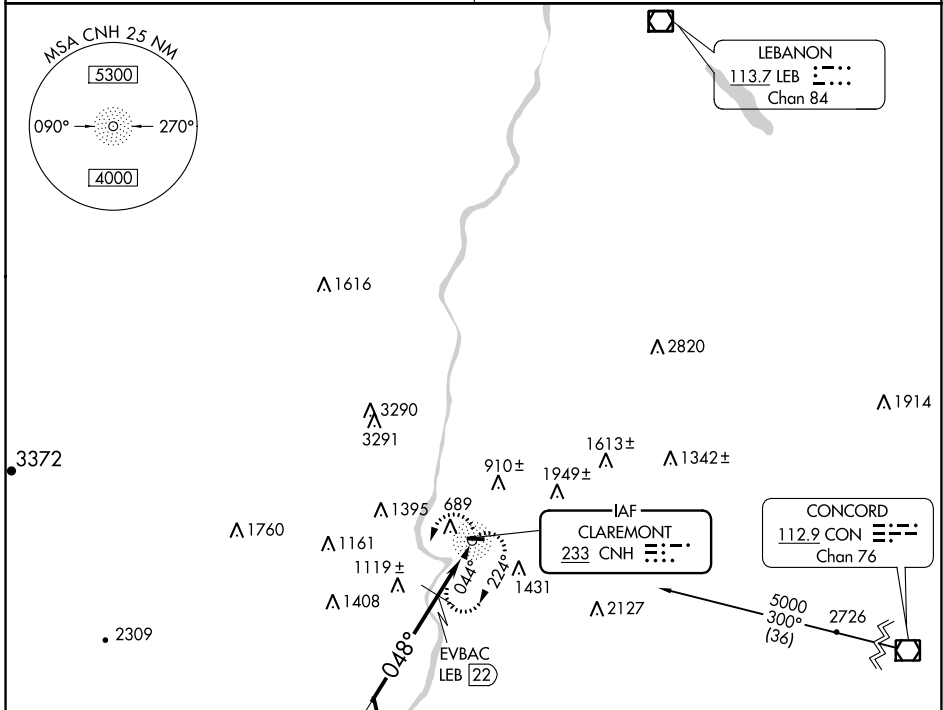 MSA CNH 25 NM
5300
090°
270°
4000
LEBANON
113.7 LEB
Chan 84
1616
2820
1914
3290
3291
3372
1613±
1342±
910±
1949±
1395
689
1760
1161
IAF
CLAREMONT
233 CNH
CONCORD
112.9 CON
Chan 76
1119±
1408
044°
224°
1431
2127
5000
300°
(36)
2726
2309
048°
EVBAC
LEB 22